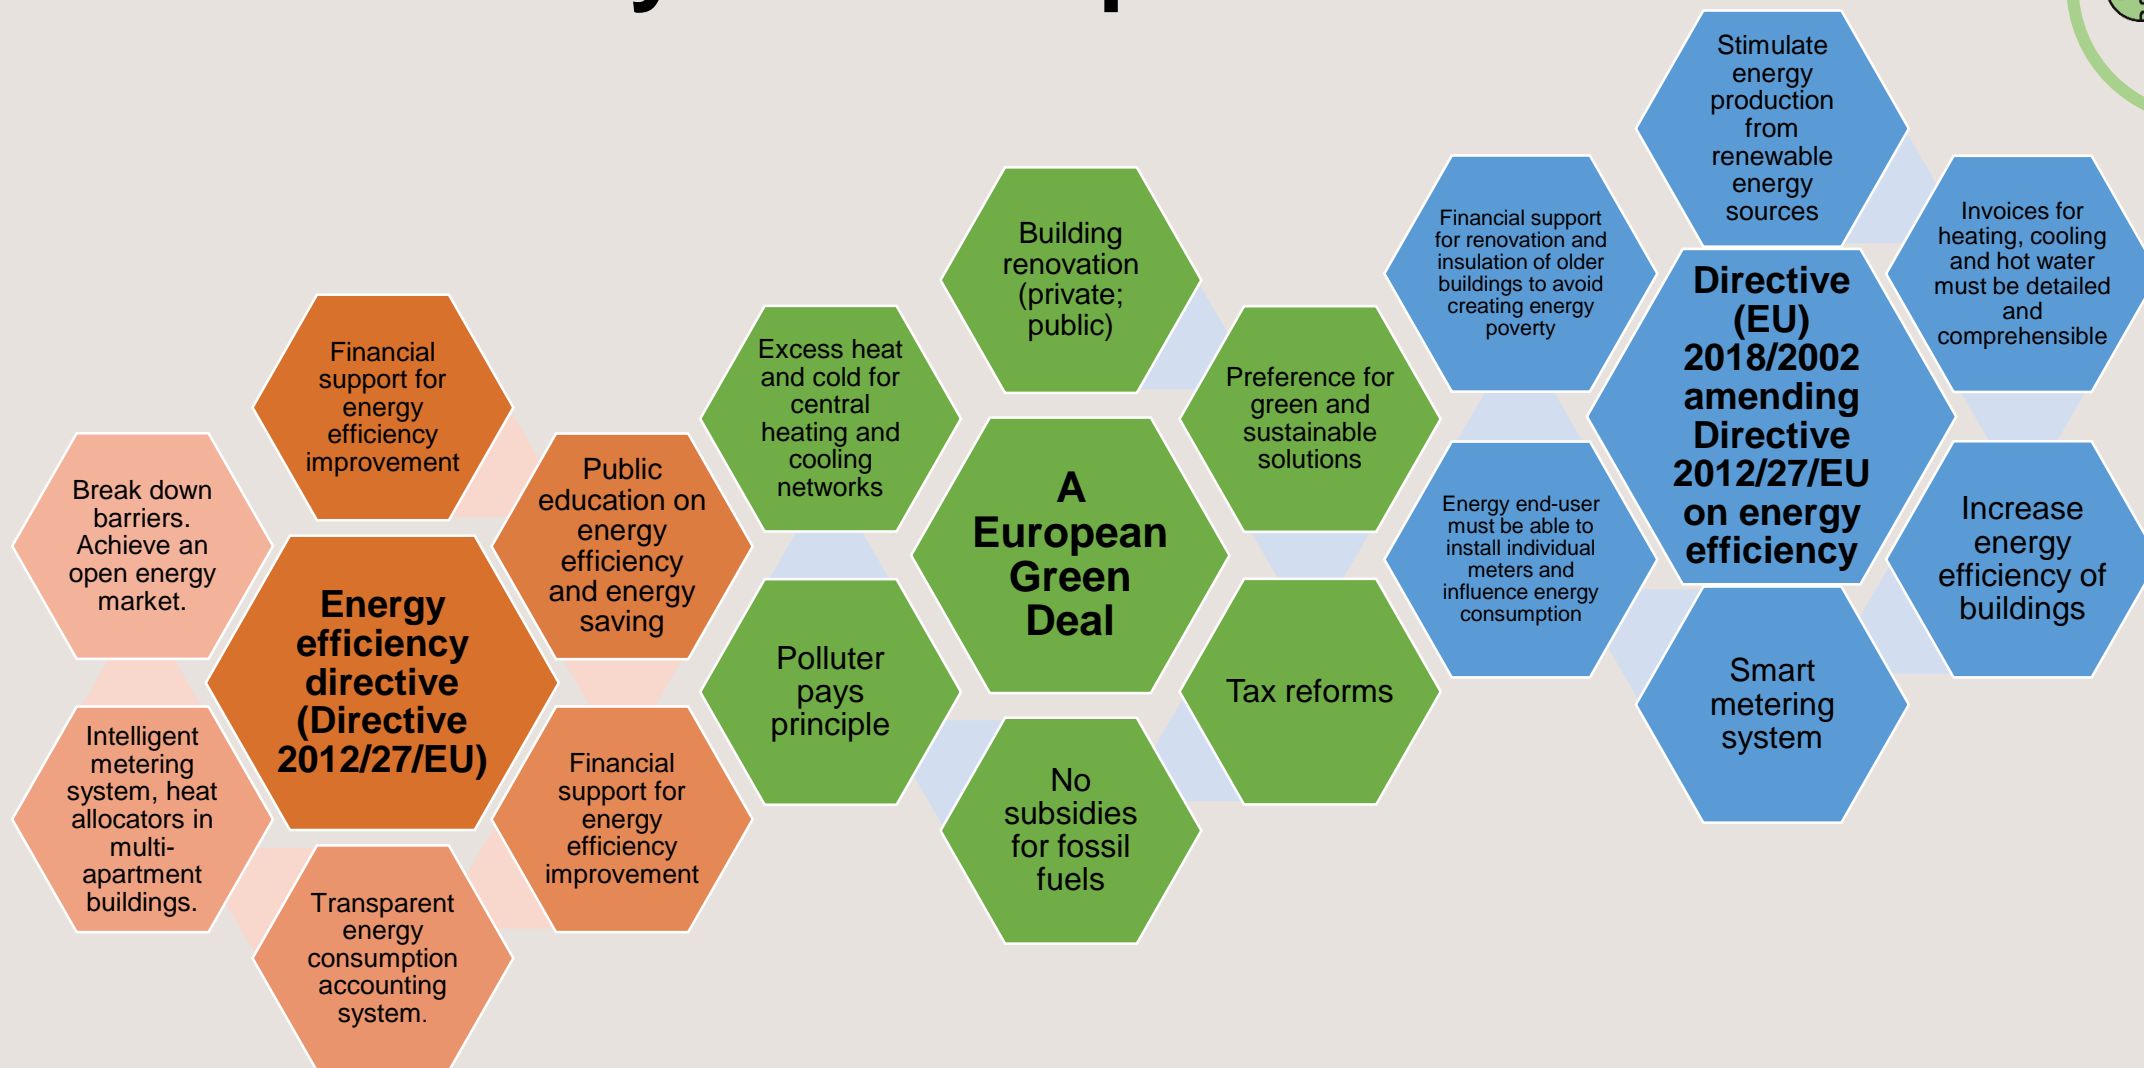 Financial
support for
energy
efficiency
improvement
Break down
barriers.
Achieve an
open energy
market.
Public
education on
energy
efficiency
and energy
saving
Energy
efficiency
directive
(Directive
2012/27/EU)
Intelligent
metering
system, heat
allocators in
multi-
apartment
buildings.
Financial
support for
energy
efficiency
improvement
Transparent
energy
consumption
accounting
system.
Building
renovation
(private;
public)
Excess heat
and cold for
central
heating and
cooling
networks
Preference for
green and
sustainable
solutions
A
European
Green
Deal
Polluter
pays
principle
Tax reforms
No
subsidies
for fossil
fuels
Stimulate
energy
production
from
renewable
energy
sources
Financial support
for renovation and
insulation of older
buildings to avoid
creating energy
poverty
Invoices for
heating, cooling
and hot water
must be detailed
and
comprehensible
Directive
(EU)
2018/2002
amending
Directive
2012/27/EU
on energy
efficiency
Energy end-user
must be able to
install individual
meters and
influence energy
consumption
Increase
energy
efficiency of
buildings
Smart
metering
system